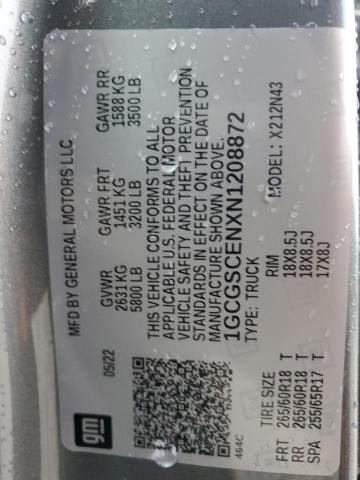 gm
MFD BY GENERAL MOTORS LLC
05/22
GVWR GAWR FRT GAWR RR
2631 KG 1451 KG 1588 KG
5800 LB 3200 LB 3500 LB
THIS VEHICLE CONFORMS TO ALL
APPLICABLE U.S. FEDERAL MOTOR
VEHICLE SAFETY AND THEFT PREVENTION
STANDARDS IN EFFECT ON THE DATE OF
MANUFACTURE SHOWN ABOVE.
1GCGSCENXN1208872
464C
TYPE: TRUCK MODEL: X212N43
TIRE SIZE RIM
FRT 265/60R18 T 18X8.5J
RR 265/60R18 T 18X8.5J
SPA 255/65R17 T 17X8J